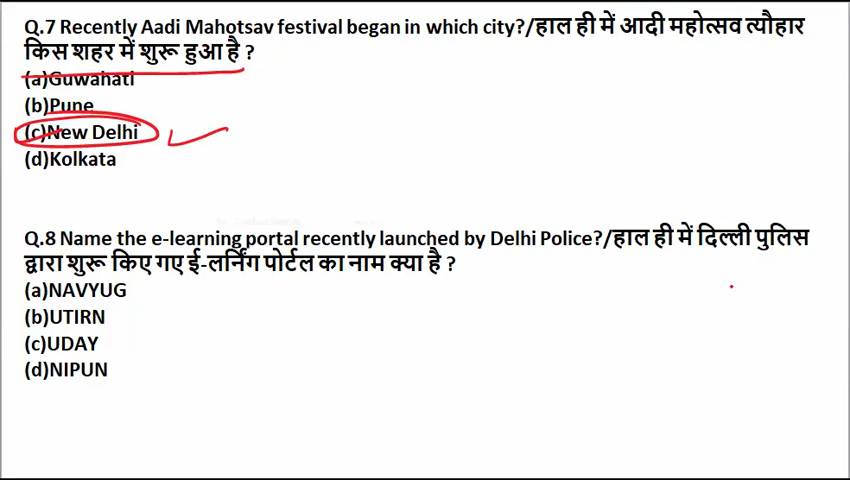 Q.7 Recently Aadi Mahotsav festival began in which city?/हाल ही में आदी महोत्सव त्यौहार
किस शहर में शुरू हुआ है ?
(a)Guwahati
(b)Pune
(c)New Delhi
(d)Kolkata
Q.8 Name the e-learning portal recently launched by Delhi Police?/हाल ही में दिल्ली पुलिस
द्वारा शुरू किए गए ई-लर्निंग पोर्टल का नाम क्या है ?
(a)NAVYUG
(b)UTIRN
(c)UDAY
(d)NIPUN